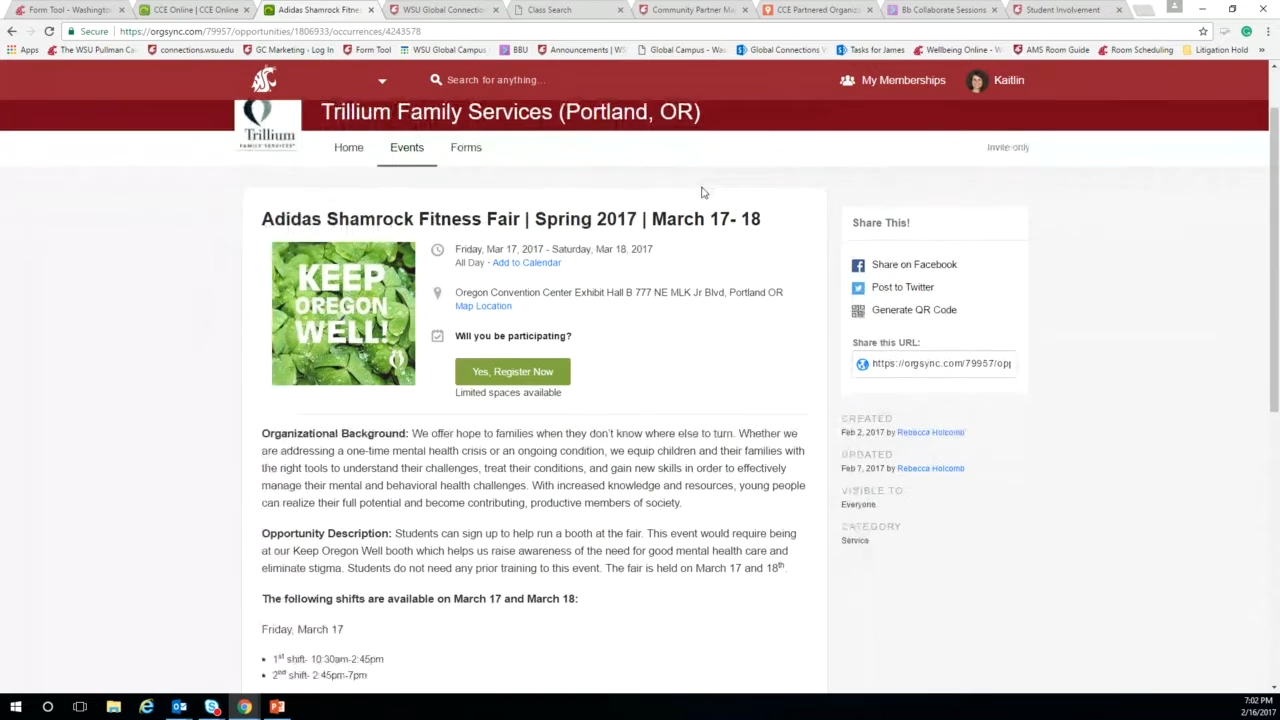 Form Tool - Washingto
CCE Online | CCE Online
Adidas Shamrock Fitne
WSU Global Connection
Class Search
Community Partner Ma
CCE Partnered Organiz
Bb Collaborate Sessions
Student Involvement
Secure
https://orgsync.com/79957/opportunities/1806933/occurrences/4243578
Apps
The WSU Pullman Ca
connections.wsu.edu
GC Marketing - Log In
Form Tool
WSU Global Campus
BBU
Announcements | WS
Global Campus - Was
Global Connections V
Tasks for James
Wellbeing Online - W
AMS Room Guide
Room Scheduling
Litigation Hold
»
Search for anything...
My Memberships
Kaitlin
Trillium
FAMILY SERVICES
Trillium Family Services (Portland, OR)
Home
Events
Forms
Invite-only
Adidas Shamrock Fitness Fair | Spring 2017 | March 17- 18
KEEP
OREGON
WELL!
Friday, Mar 17, 2017 - Saturday, Mar 18, 2017
All Day - Add to Calendar
Oregon Convention Center Exhibit Hall B 777 NE MLK Jr Blvd, Portland OR
Map Location
Will you be participating?
Yes, Register Now
Limited spaces available
Organizational Background: We offer hope to families when they don't know where else to turn. Whether we
are addressing a one-time mental health crisis or an ongoing condition, we equip children and their families with
the right tools to understand their challenges, treat their conditions, and gain new skills in order to effectively
manage their mental and behavioral health challenges. With increased knowledge and resources, young people
can realize their full potential and become contributing, productive members of society.
Opportunity Description: Students can sign up to help run a booth at the fair. This event would require being
at our Keep Oregon Well booth which helps us raise awareness of the need for good mental health care and
eliminate stigma. Students do not need any prior training to this event. The fair is held on March 17 and 18th.
The following shifts are available on March 17 and March 18:
Friday, March 17
• 1st shift- 10:30am-2:45pm
• 2nd shift- 2:45pm-7pm
Share This!
Share on Facebook
Post to Twitter
Generate QR Code
Share this URL:
https://orgsync.com/79957/opp
CREATED
Feb 2, 2017 by Rebecca Holcomb
UPDATED
Feb 7, 2017 by Rebecca Holcomb
VISIBLE TO
Everyone
CATEGORY
Service
7:02 PM
2/16/2017